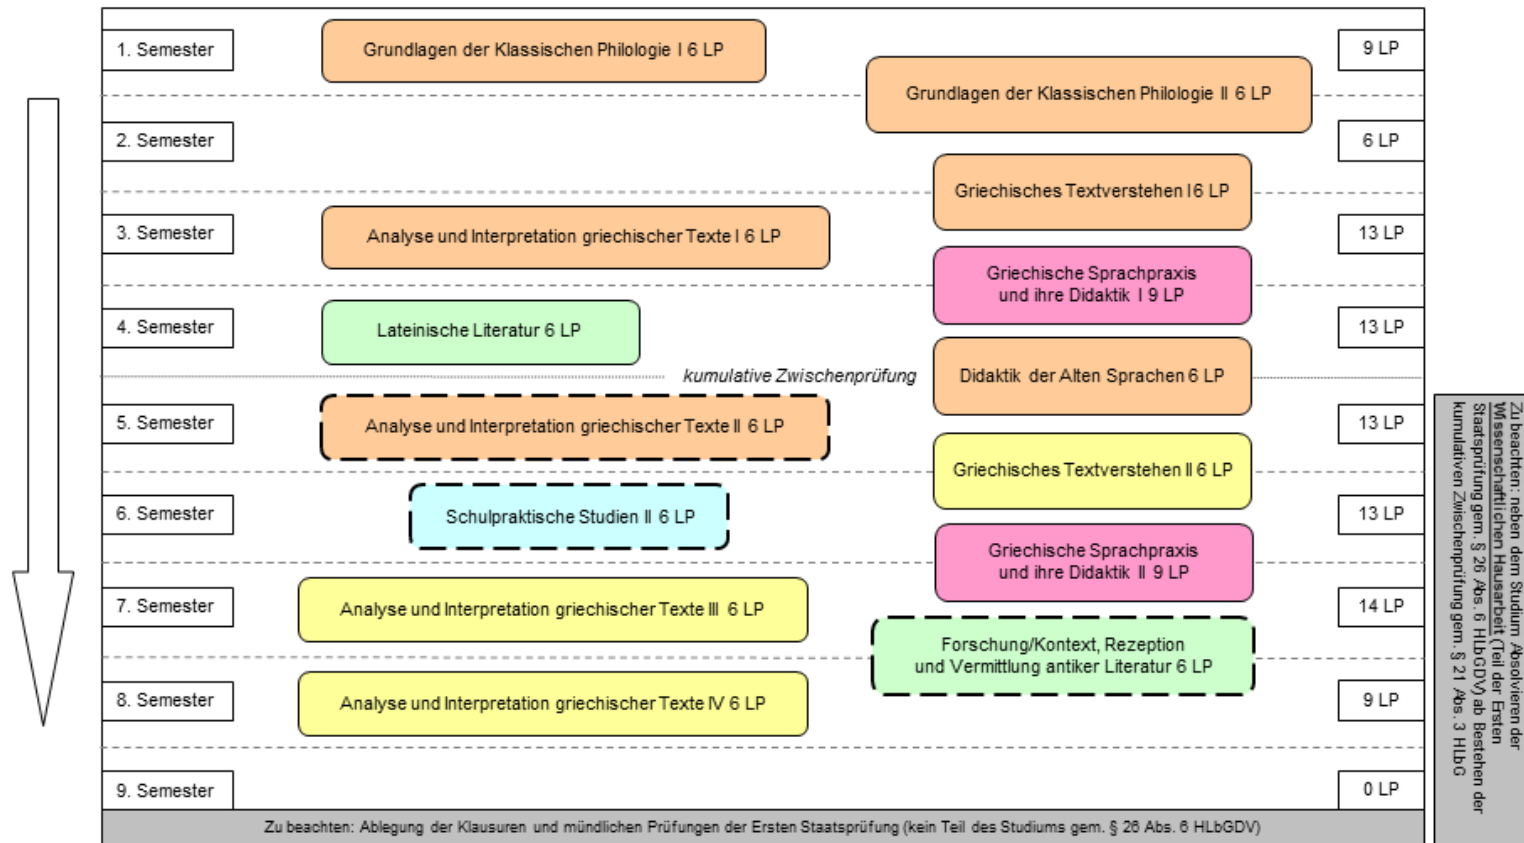 1. Semester
Grundlagen der Klassischen Philologie I 6 LP
9 LP
Grundlagen der Klassischen Philologie II 6 LP
2. Semester
6 LP
Griechisches Textverstehen I 6 LP
3. Semester
Analyse und Interpretation griechischer Texte I 6 LP
13 LP
Griechische Sprachpraxis
und ihre Didaktik I 9 LP
4. Semester
Lateinische Literatur 6 LP
13 LP
kumulative Zwischenprüfung
Didaktik der Alten Sprachen 6 LP
5. Semester
Analyse und Interpretation griechischer Texte II 6 LP
13 LP
Griechisches Textverstehen II 6 LP
6. Semester
Schulpraktische Studien II 6 LP
13 LP
Griechische Sprachpraxis
und ihre Didaktik II 9 LP
7. Semester
Analyse und Interpretation griechischer Texte III 6 LP
14 LP
Forschung/Kontext, Rezeption
und Vermittlung antiker Literatur 6 LP
8. Semester
Analyse und Interpretation griechischer Texte IV 6 LP
9 LP
9. Semester
0 LP
Zu beachten: Ablegung der Klausuren und mündlichen Prüfungen der Ersten Staatsprüfung (kein Teil des Studiums gem. § 26 Abs. 6 HLbGDV)
Zu beachten: neben dem Studium Absolvieren der
Wissenschaftlichen Hausarbeit (Teil der Ersten
Staatsprüfung gem. § 26 Abs. 6 HLbGDV) ab Bestehen der
kumulativen Zwischenprüfung gem. § 21 Abs. 3 HLbG